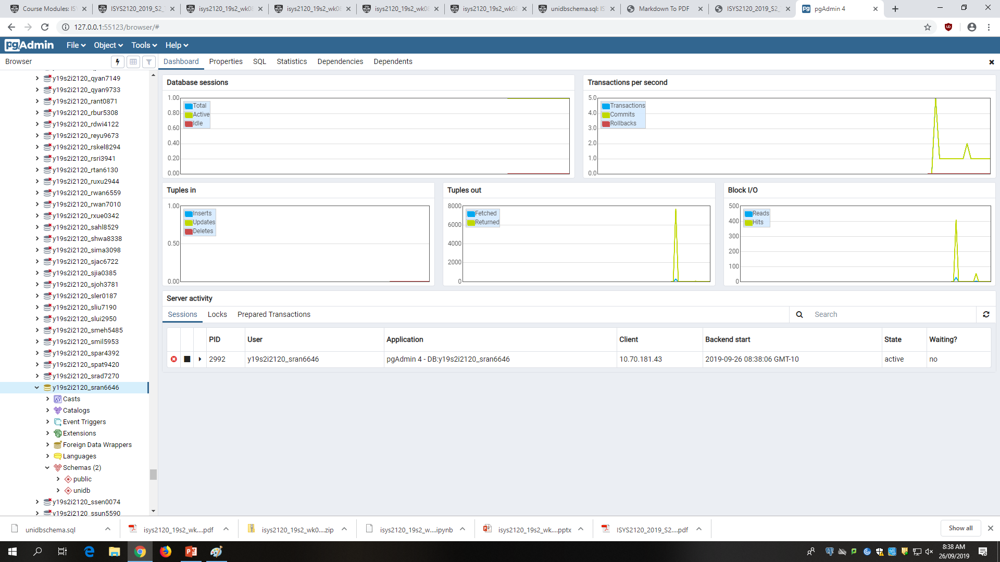 Course Modules: IS
ISYS2120_2019_S2_
isys2120_19s2_wk08
isys2120_19s2_wk08
isys2120_19s2_wk08
isys2120_19s2_wk08
unidbschema.sql: IS
Markdown To PDF
ISYS2120_2019_S2_
pgAdmin 4
127.0.0.1:55123/browser/#
pgAdmin
File
Object
Tools
Help
Browser
Dashboard
Properties
SQL
Statistics
Dependencies
Dependents
y19s2i2120_qyan7149
y19s2i2120_qyan9733
y19s2i2120_rant0871
y19s2i2120_rbur5308
y19s2i2120_rdwi4122
y19s2i2120_reyu9673
y19s2i2120_rskel8294
y19s2i2120_rsri3941
y19s2i2120_rtan6130
y19s2i2120_ruxu2944
y19s2i2120_rwan6559
y19s2i2120_rwan7010
y19s2i2120_rxue0342
y19s2i2120_sahl8529
y19s2i2120_shwa8338
y19s2i2120_sima3098
y19s2i2120_sjac6722
y19s2i2120_sjia0385
y19s2i2120_sjoh3781
y19s2i2120_sler0187
y19s2i2120_sliu7190
y19s2i2120_slui2950
y19s2i2120_smeh5485
y19s2i2120_smil5953
y19s2i2120_spar4392
y19s2i2120_spat9420
y19s2i2120_srad7270
y19s2i2120_sran6646
Casts
Catalogs
Event Triggers
Extensions
Foreign Data Wrappers
Languages
Schemas (2)
public
unidb
y19s2i2120_ssen0074
y19s2i2120_ssun5590
Database sessions
1.00
0.80
0.60
0.40
0.20
0.00
Total
Active
Idle
Transactions per second
5.0
4.0
3.0
2.0
1.0
0.0
Transactions
Commits
Rollbacks
Tuples in
1.00
0.50
0.00
Inserts
Updates
Deletes
Tuples out
8000
6000
4000
2000
0
Fetched
Returned
Block I/O
500
400
300
200
100
0
Reads
Hits
Server activity
Sessions
Locks
Prepared Transactions
Search
PID User Application Client Backend start State Waiting?
2992 y19s2i2120_sran6646 pgAdmin 4 - DB:y19s2i2120_sran6646 10.70.181.43 2019-09-26 08:38:06 GMT-10 active no
unidbschema.sql
isys2120_19s2_wk....pdf
isys2120_19s2_wk0....zip
isys2120_19s2_w....ipynb
isys2120_19s2_wk....pptx
ISYS2120_2019_S2....pdf
Show all
8:38 AM
26/09/2019